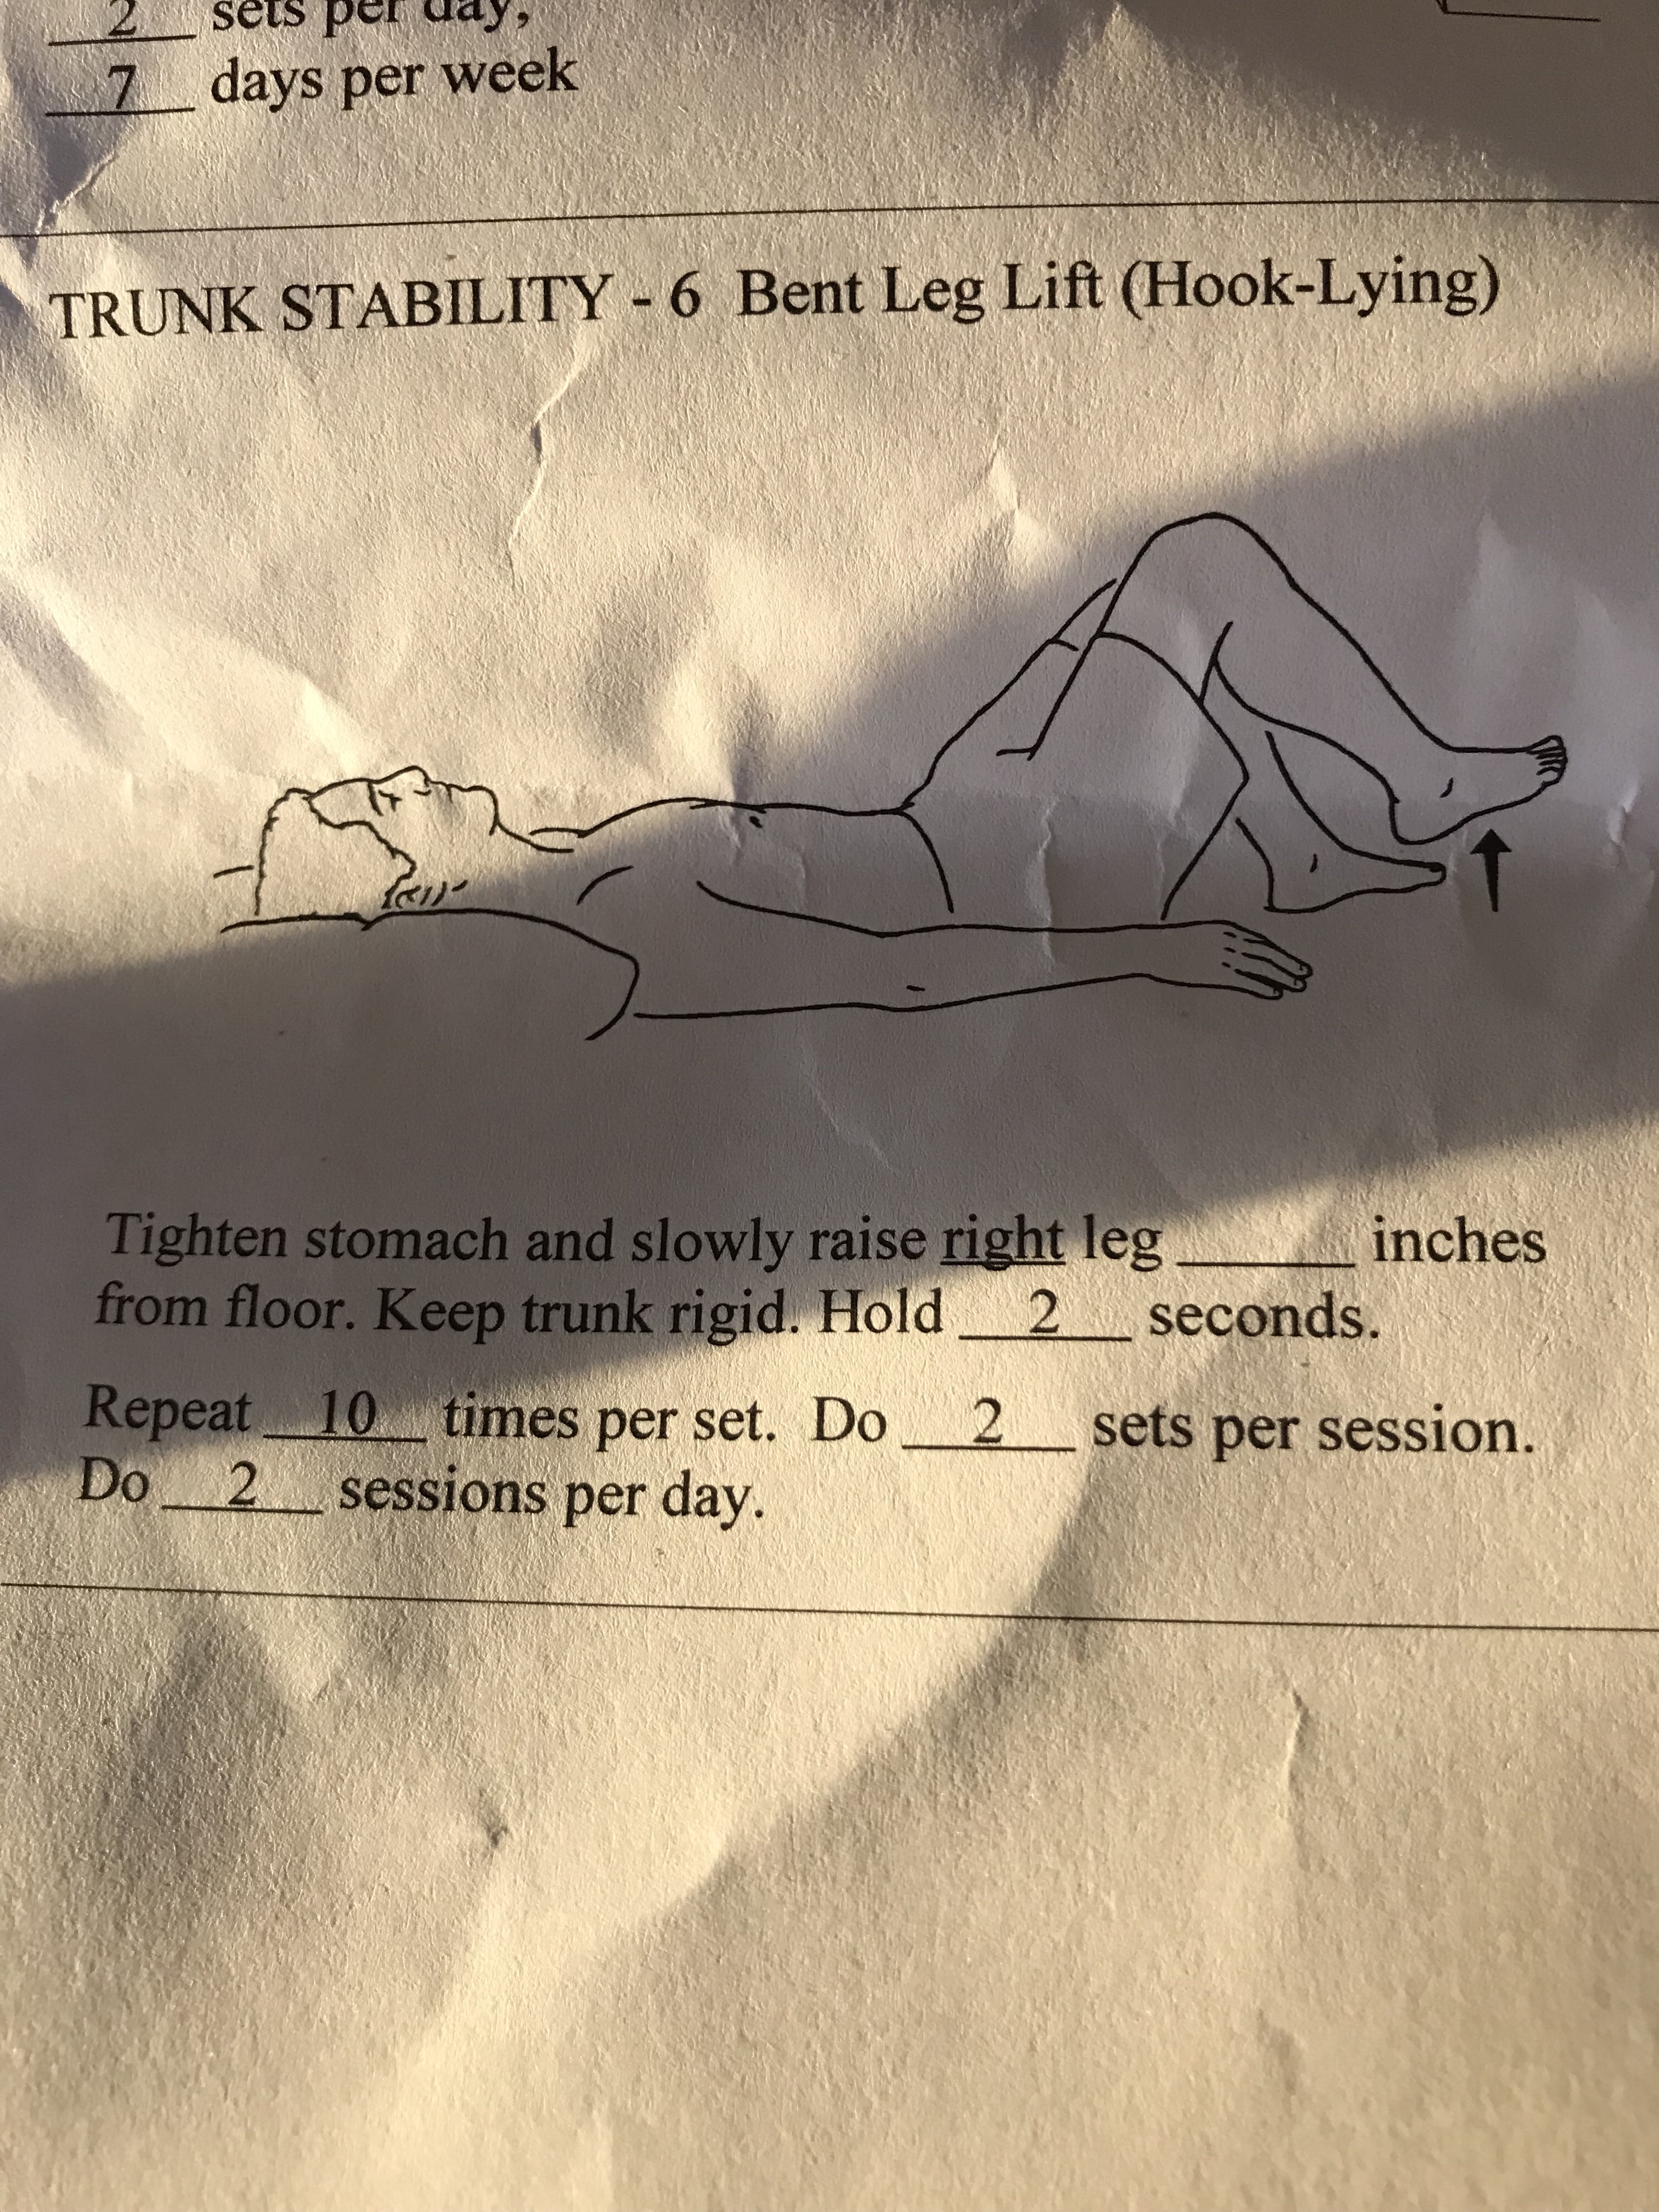 2 sets per day,
7 days per week
TRUNK STABILITY - 6 Bent Leg Lift (Hook-Lying)
Tighten stomach and slowly raise right leg ______ inches
from floor. Keep trunk rigid. Hold 2 seconds.
Repeat 10 times per set. Do 2 sets per session.
Do 2 sessions per day.